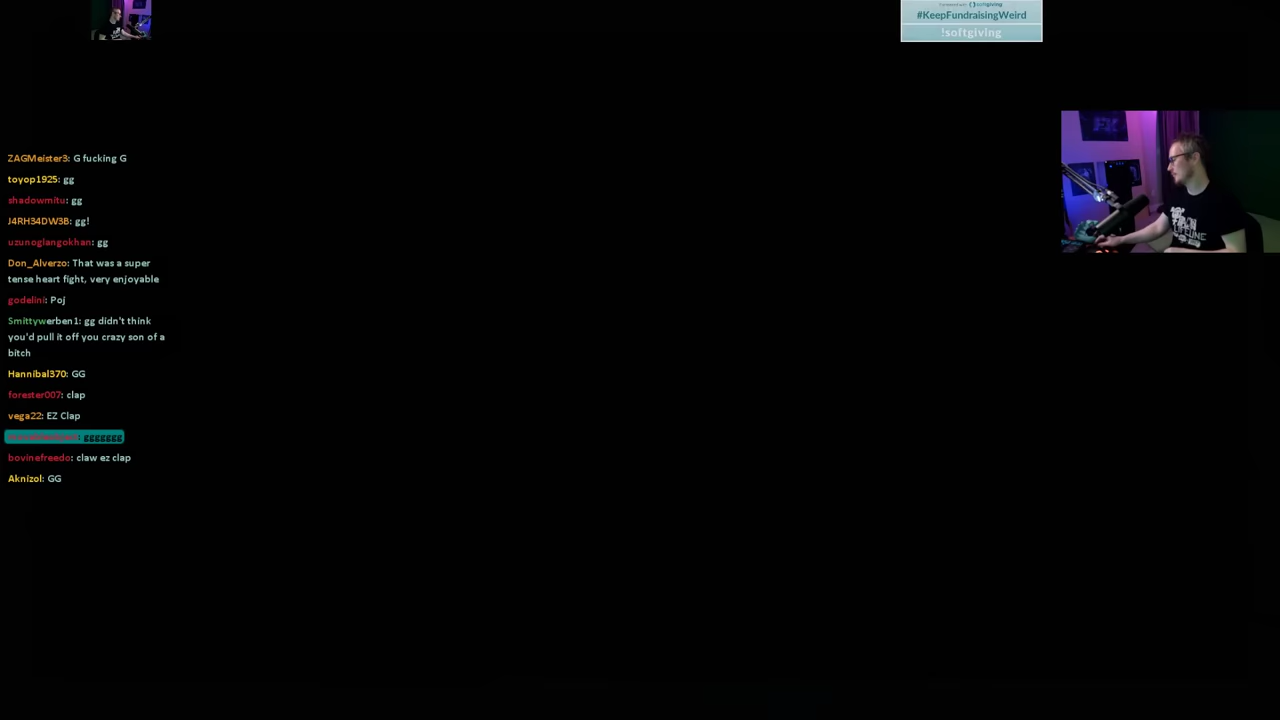 #KeepFundraisingWeird
!softgiving
ZAGMeister3: G fucking G
toyop1925: gg
shadowmitu: gg
J4RH34DW3B: gg!
uzunoglangokhan: gg
Don_Alverzo: That was a super
tense heart fight, very enjoyable
godelini: Poj
Smittywerben1: gg didn't think
you'd pull it off you crazy son of a
bitch
Hannibal370: GG
forester007: clap
vega22: EZ Clap
: ggggggg
bovinefreedo: claw ez clap
Aknizol: GG